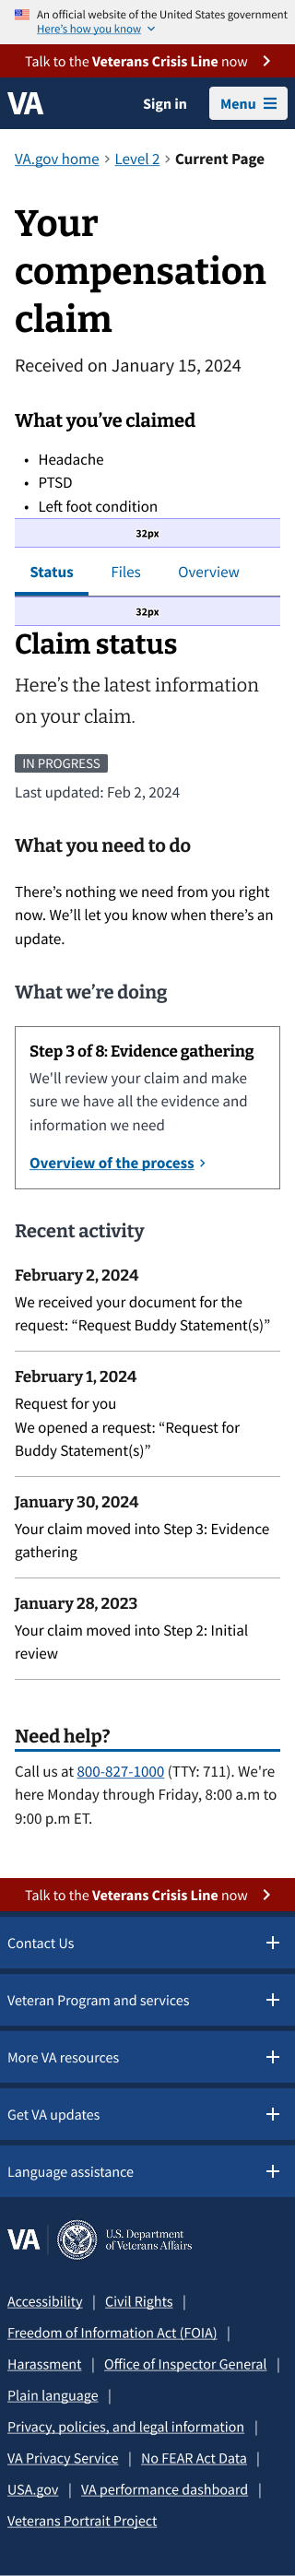 An official website of the United States government
Here's how you know
Talk to the Veterans Crisis Line now
VA
Sign in
Menu
VA.gov home > Level 2 > Current Page
Your
compensation
claim
Received on January 15, 2024
What you've claimed
• Headache
• PTSD
• Left foot condition
32px
Status Files Overview
32px
Claim status
Here's the latest information
on your claim.
IN PROGRESS
Last updated: Feb 2, 2024
What you need to do
There's nothing we need from you right
now. We'll let you know when there's an
update.
What we're doing
Step 3 of 8: Evidence gathering
We'll review your claim and make
sure we have all the evidence and
information we need
Overview of the process
Recent activity
February 2, 2024
We received your document for the
request: “Request Buddy Statement(s)”
February 1, 2024
Request for you
We opened a request: “Request for
Buddy Statement(s)”
January 30, 2024
Your claim moved into Step 3: Evidence
gathering
January 28, 2023
Your claim moved into Step 2: Initial
review
Need help?
Call us at 800-827-1000 (TTY: 711). We're
here Monday through Friday, 8:00 a.m to
9:00 p.m ET.
Talk to the Veterans Crisis Line now
Contact Us
Veteran Program and services
More VA resources
Get VA updates
Language assistance
VA
U.S. Department
of Veterans Affairs
Accessibility | Civil Rights |
Freedom of Information Act (FOIA) |
Harassment | Office of Inspector General |
Plain language |
Privacy, policies, and legal information |
VA Privacy Service | No FEAR Act Data |
USA.gov | VA performance dashboard |
Veterans Portrait Project